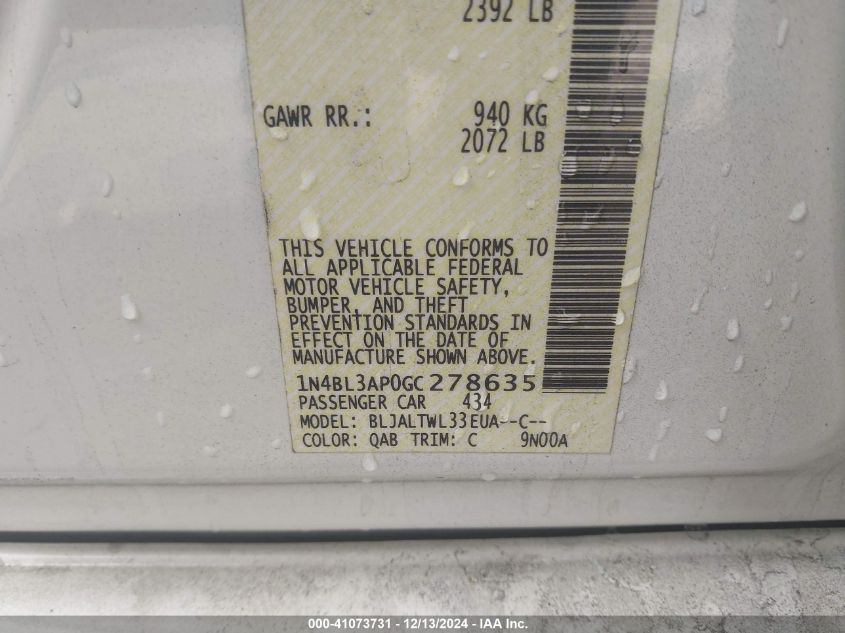 2392 LB
GAWR RR.: 940 KG
2072 LB
THIS VEHICLE CONFORMS TO
ALL APPLICABLE FEDERAL
MOTOR VEHICLE SAFETY,
BUMPER, AND THEFT
PREVENTION STANDARDS IN
EFFECT ON THE DATE OF
MANUFACTURE SHOWN ABOVE.
1N4BL3AP0GC278635
PASSENGER CAR 434
MODEL: BLJALTWL33EUA--C--
COLOR: QAB TRIM: C 9N00A
000-41073731 - 12/13/2024 - IAA Inc.